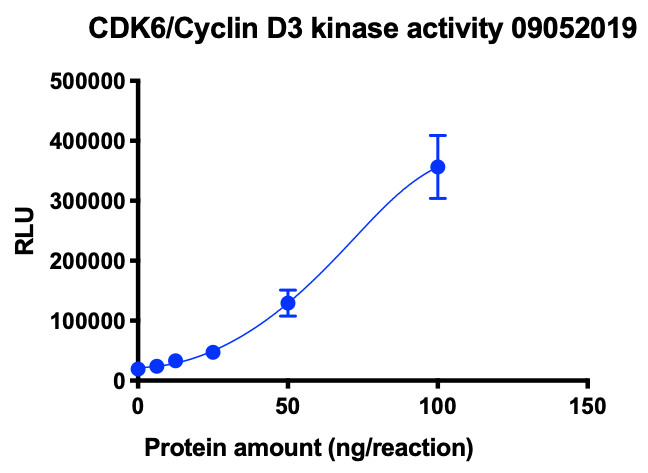 CDK6/Cyclin D3 kinase activity 09052019
500000
400000
300000
200000
100000
0
RLU
0 50 100 150
Protein amount (ng/reaction)